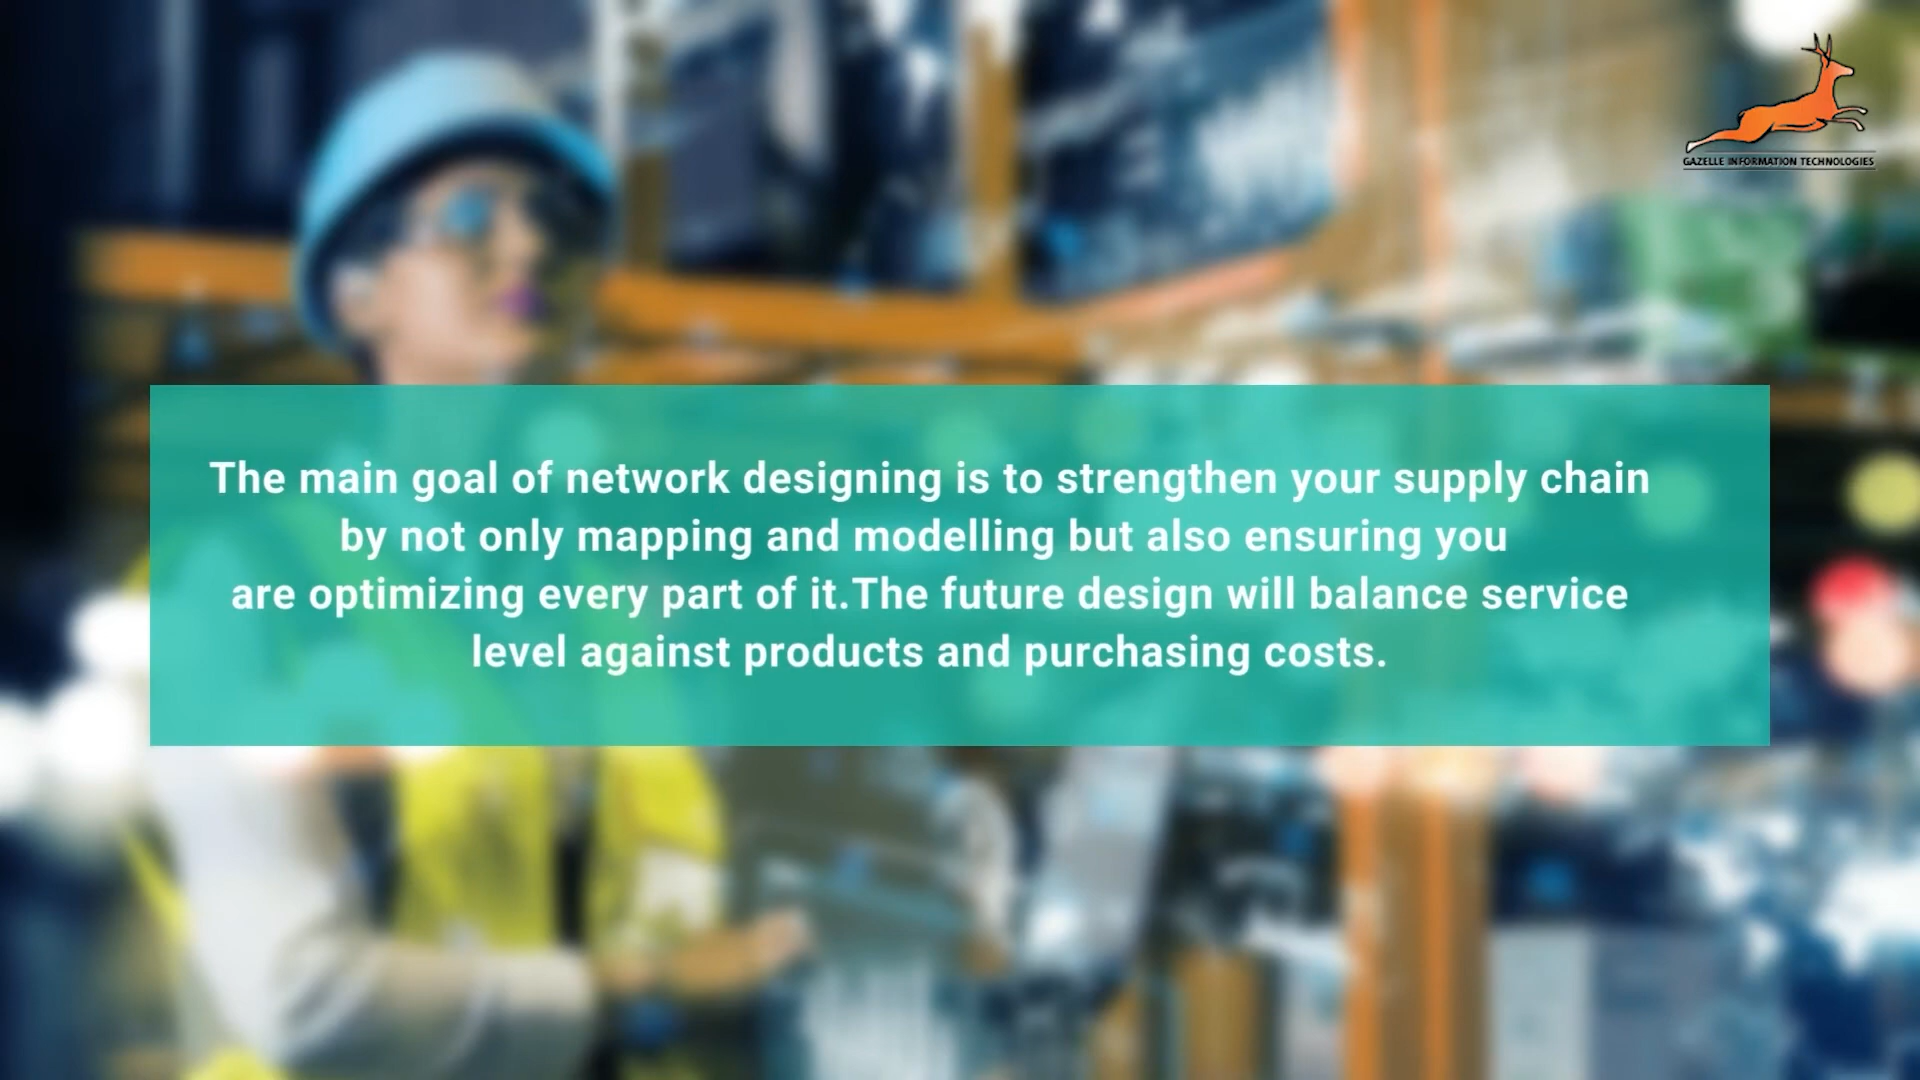 GAZELLE INFORMATION TECHNOLOGIES
The main goal of network designing is to strengthen your supply chain
by not only mapping and modelling but also ensuring you
are optimizing every part of it.The future design will balance service
level against products and purchasing costs.